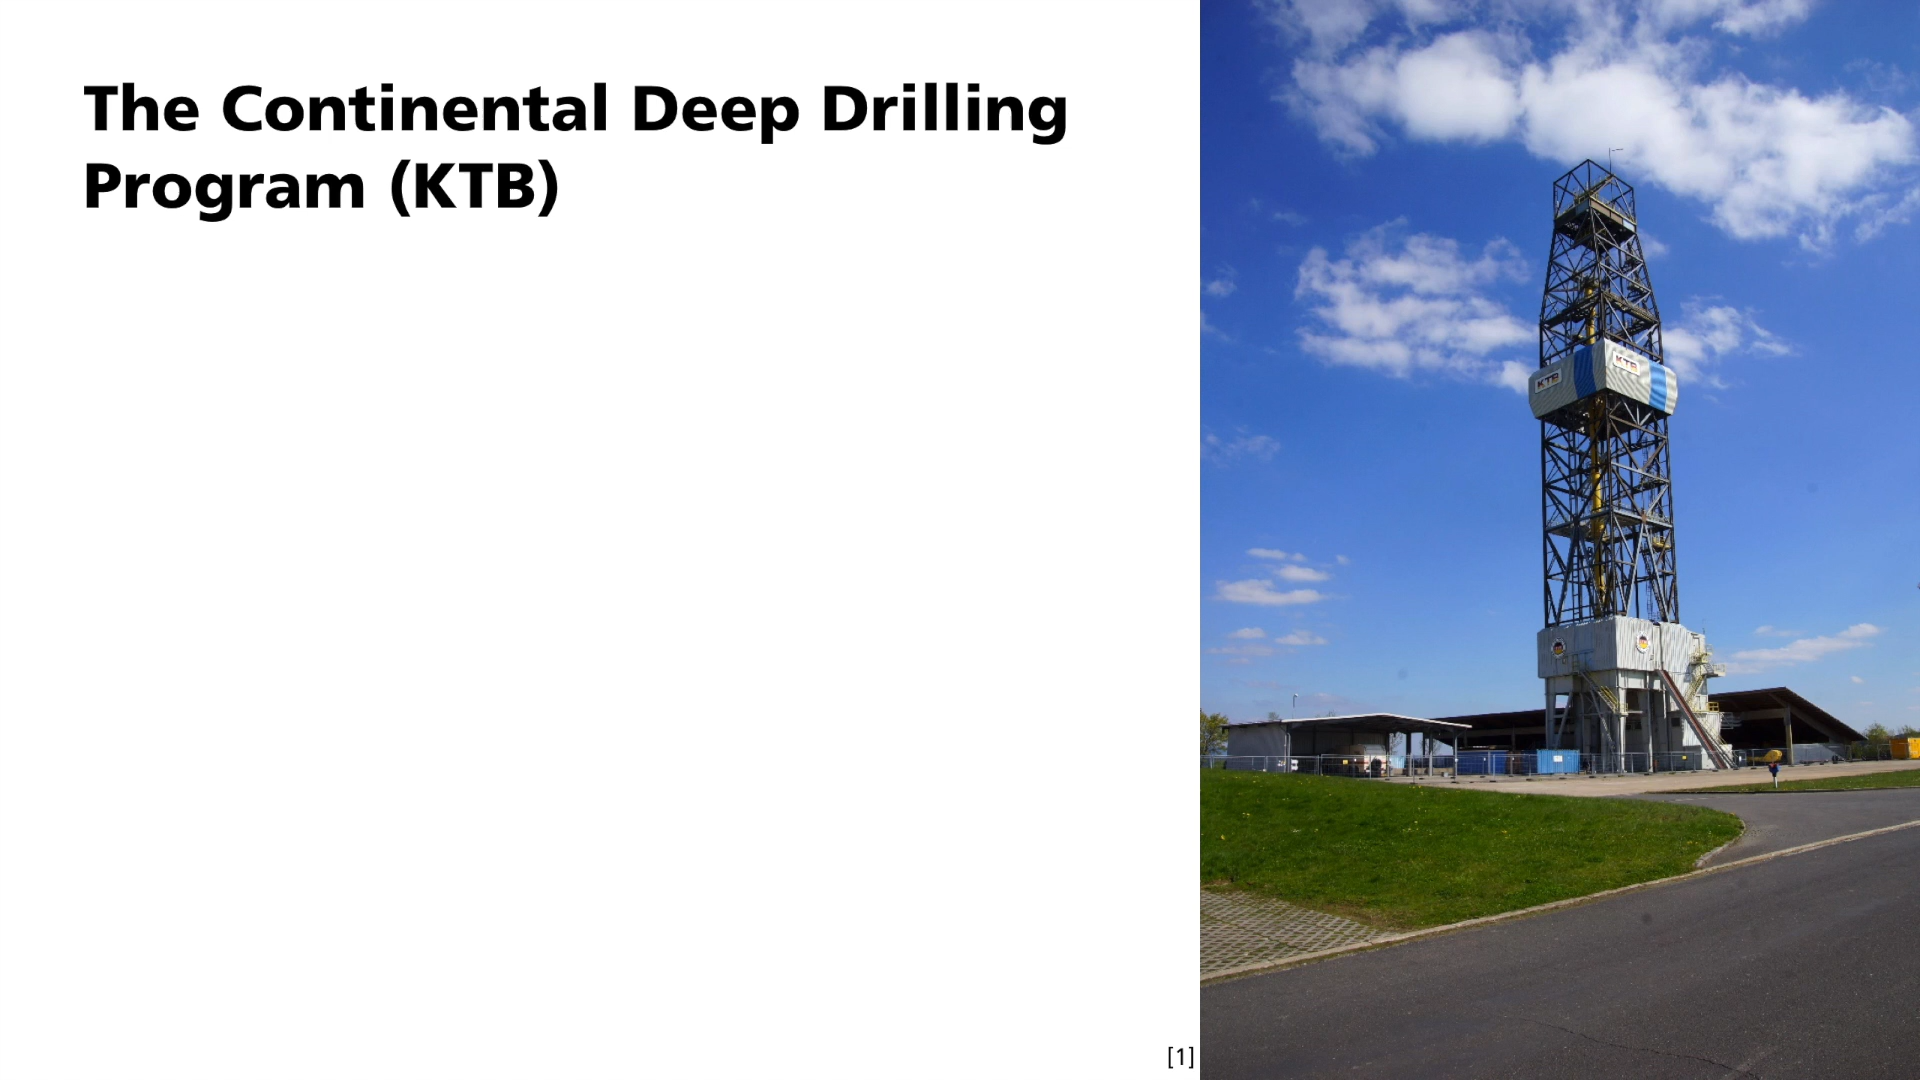 The Continental Deep Drilling
Program (KTB)
KTB
KTB
[1]